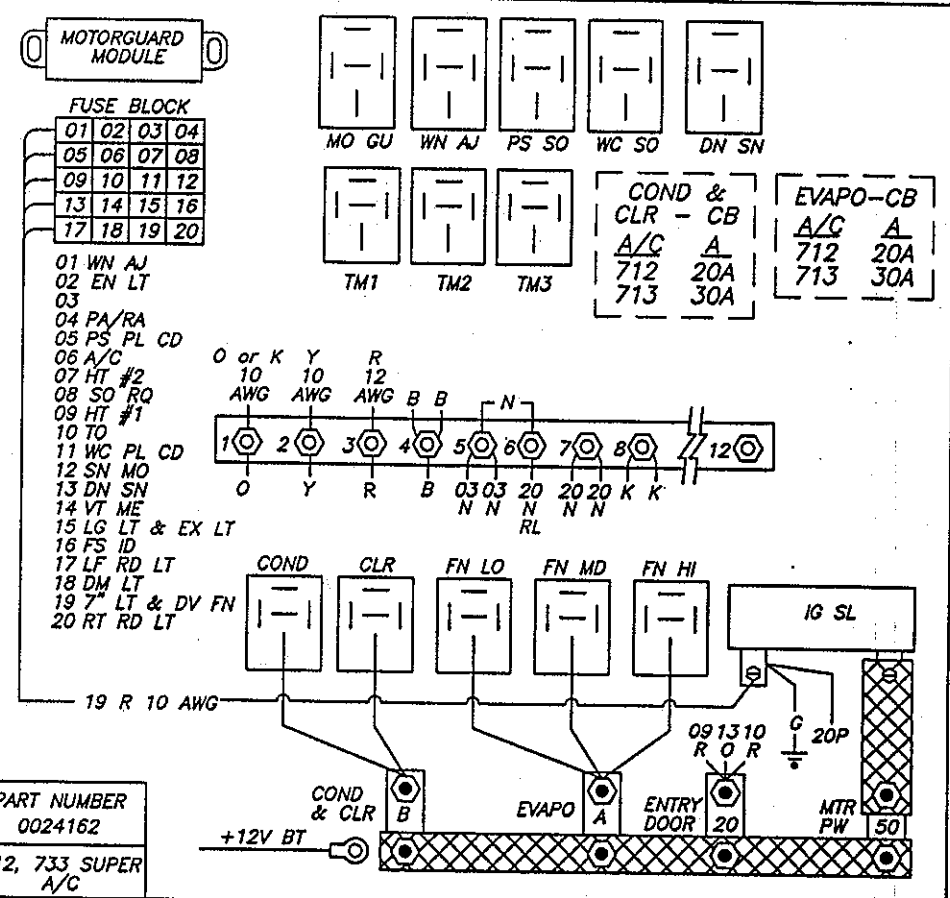 MOTORGUARD
MODULE
FUSE BLOCK
01 02 03 04
05 06 07 08
09 10 11 12
13 14 15 16
17 18 19 20
MO GU WN AJ PS SO WC SO DN SN
TM1 TM2 TM3
COND &
CLR - CB
A/C A
712 20A
713 30A
EVAPO-CB
A/C A
712 20A
713 30A
01 WN AJ
02 EN LT
03
04 PA/RA
05 PS PL CD
06 A/C
07 HT #2
08 SO RQ
09 HT #1
10 TO
11 WC PL CD
12 SN MO
13 DN SN
14 VT ME
15 LG LT & EX LT
16 FS ID
17 LF RD LT
18 DM LT
19 7" LT & DV FN
20 RT RD LT
O or K Y R
10 10 12
AWG AWG AWG B B N
1 2 3 4 5 6 7 8 12
O Y R B 03 03 20 20 20 K K
N N N N N
RL
COND CLR FN LO FN MD FN HI
IG SL
19 R 10 AWG
G 20P
09 13 10
R O R
COND
& CLR B
EVAPO A
ENTRY
DOOR 20
MTR
PW 50
+12V BT
PART NUMBER
0024162
12, 733 SUPER
A/C